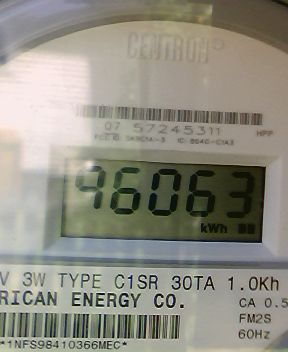 CENTRON
07 57245311 HPP
96063
kWh
V 3W TYPE C1SR 30TA 1.0Kh
RICAN ENERGY CO. CA 0.5
FM2S
*1NFS98410366MEC* 60Hz